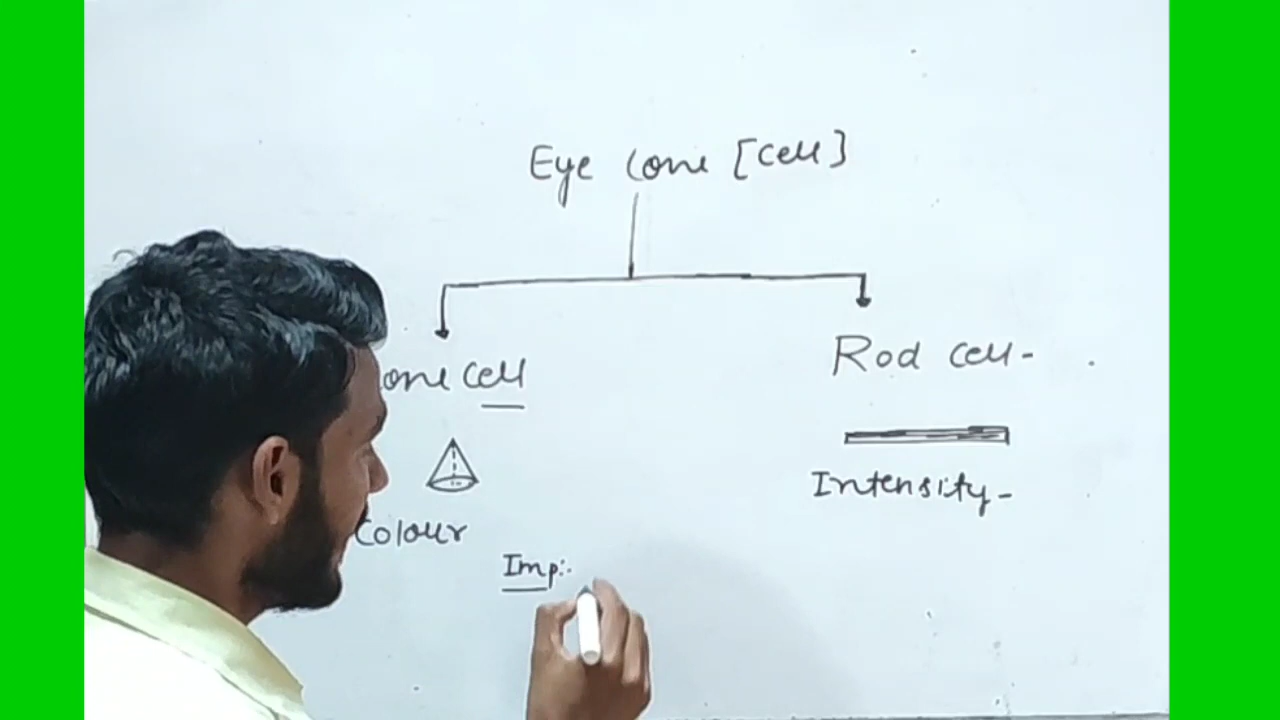 Eye Cone [Cell]
one Cell
Rod Cell-
Colour
Intensity-
Imp:-